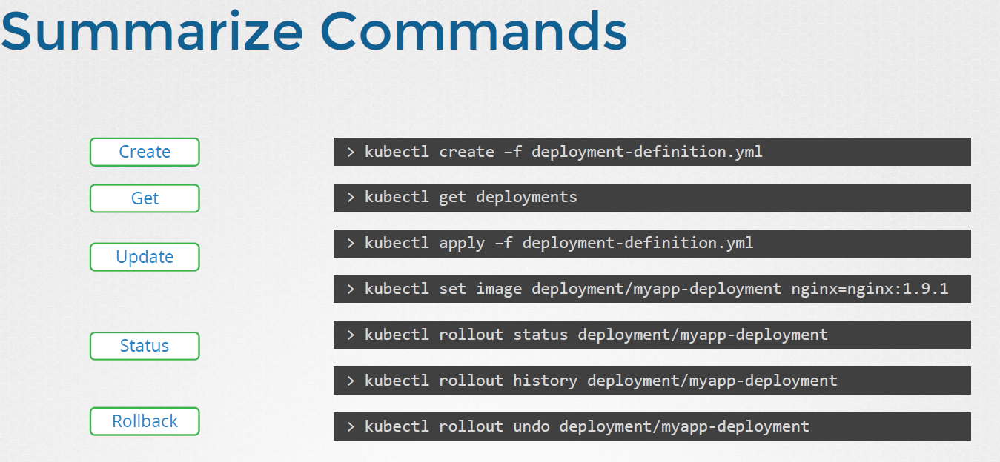 Summarize Commands
Create
> kubectl create –f deployment-definition.yml
Get
> kubectl get deployments
Update
> kubectl apply –f deployment-definition.yml
> kubectl set image deployment/myapp-deployment nginx=nginx:1.9.1
Status
> kubectl rollout status deployment/myapp-deployment
> kubectl rollout history deployment/myapp-deployment
Rollback
> kubectl rollout undo deployment/myapp-deployment